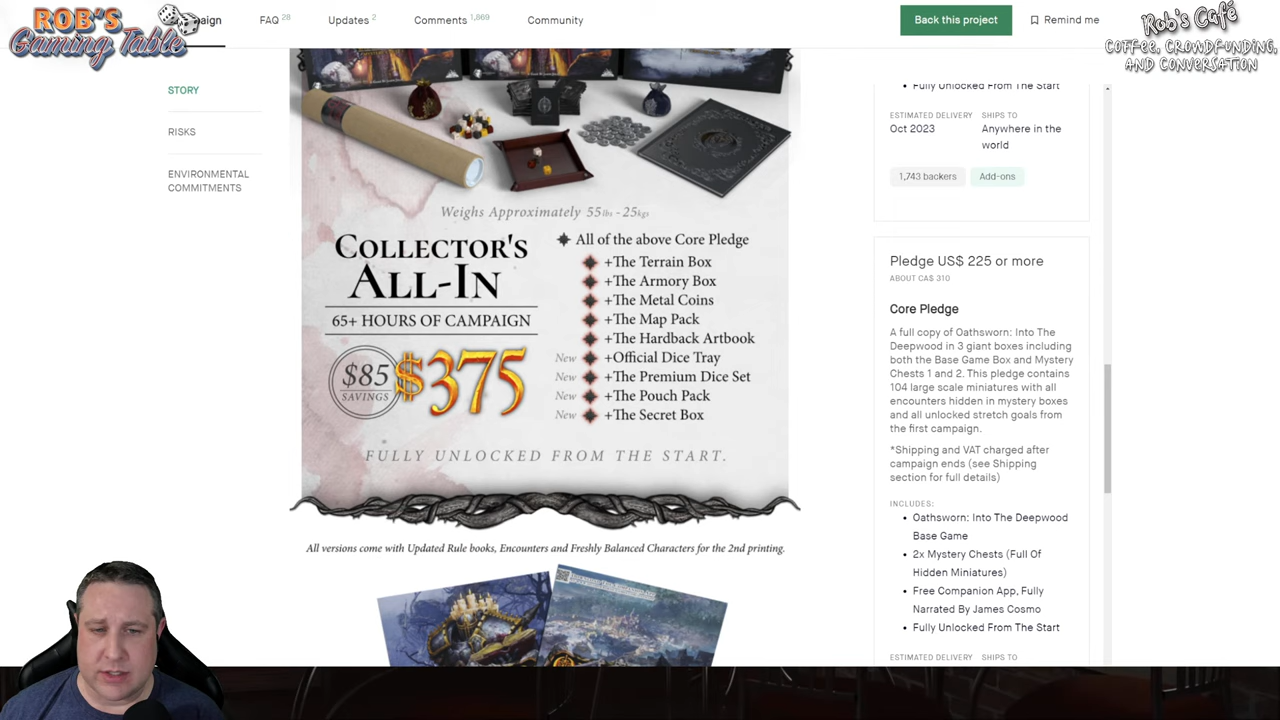 ROB'S
Gaming Table
paign
FAQ 28
Updates 2
Comments 1,869
Community
Back this project
Remind me
Rob's Café
COFFEE, CROWDFUNDING,
AND CONVERSATION
STORY
RISKS
ENVIRONMENTAL
COMMITMENTS
Weighs Approximately 55lbs - 25kgs
COLLECTOR'S
ALL-IN
65+ HOURS OF CAMPAIGN
$85
SAVINGS
$375
All of the above Core Pledge
+The Terrain Box
+The Armory Box
+The Metal Coins
+The Map Pack
+The Hardback Artbook
New +Official Dice Tray
New +The Premium Dice Set
New +The Pouch Pack
New +The Secret Box
FULLY UNLOCKED FROM THE START.
All versions come with Updated Rule books, Encounters and Freshly Balanced Characters for the 2nd printing.
• Fully Unlocked From The Start
ESTIMATED DELIVERY
Oct 2023
SHIPS TO
Anywhere in the
world
1,743 backers
Add-ons
Pledge US$ 225 or more
ABOUT CA$ 310
Core Pledge
A full copy of Oathsworn: Into The
Deepwood in 3 giant boxes including
both the Base Game Box and Mystery
Chests 1 and 2. This pledge contains
104 large scale miniatures with all
encounters hidden in mystery boxes
and all unlocked stretch goals from
the first campaign.
*Shipping and VAT charged after
campaign ends (see Shipping
section for full details)
INCLUDES:
• Oathsworn: Into The Deepwood
Base Game
• 2x Mystery Chests (Full Of
Hidden Miniatures)
• Free Companion App, Fully
Narrated By James Cosmo
• Fully Unlocked From The Start
ESTIMATED DELIVERY
SHIPS TO